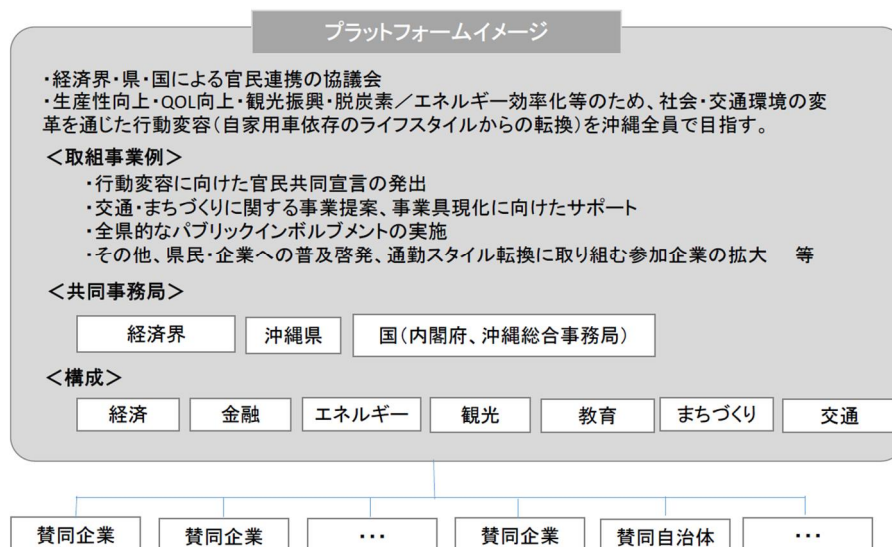 プラットフォームイメージ
・経済界・県・国による官民連携の協議会
・生産性向上・QOL向上・観光振興・脱炭素／エネルギー効率化等のため、社会・交通環境の変
革を通じた行動変容（自家用車依存のライフスタイルからの転換）を沖縄全員で目指す。
＜取組事業例＞
・行動変容に向けた官民共同宣言の発出
・交通・まちづくりに関する事業提案、事業具現化に向けたサポート
・全県的なパブリックインボルブメントの実施
・その他、県民・企業への普及啓発、通勤スタイル転換に取り組む参加企業の拡大　等
＜共同事務局＞
経済界　沖縄県　国（内閣府、沖縄総合事務局）
＜構成＞
経済　金融　エネルギー　観光　教育　まちづくり　交通
賛同企業　賛同企業　・・・　賛同企業　賛同自治体　・・・